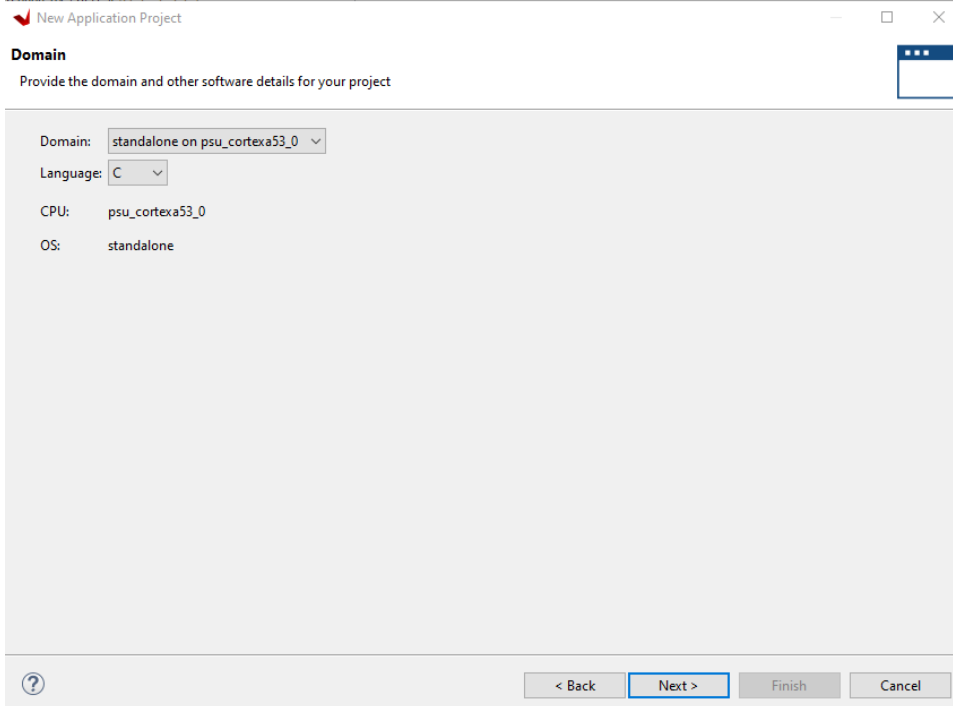 New Application Project
Domain
Provide the domain and other software details for your project
Domain: standalone on psu_cortexa53_0
Language: C
CPU: psu_cortexa53_0
OS: standalone
? < Back Next > Finish Cancel